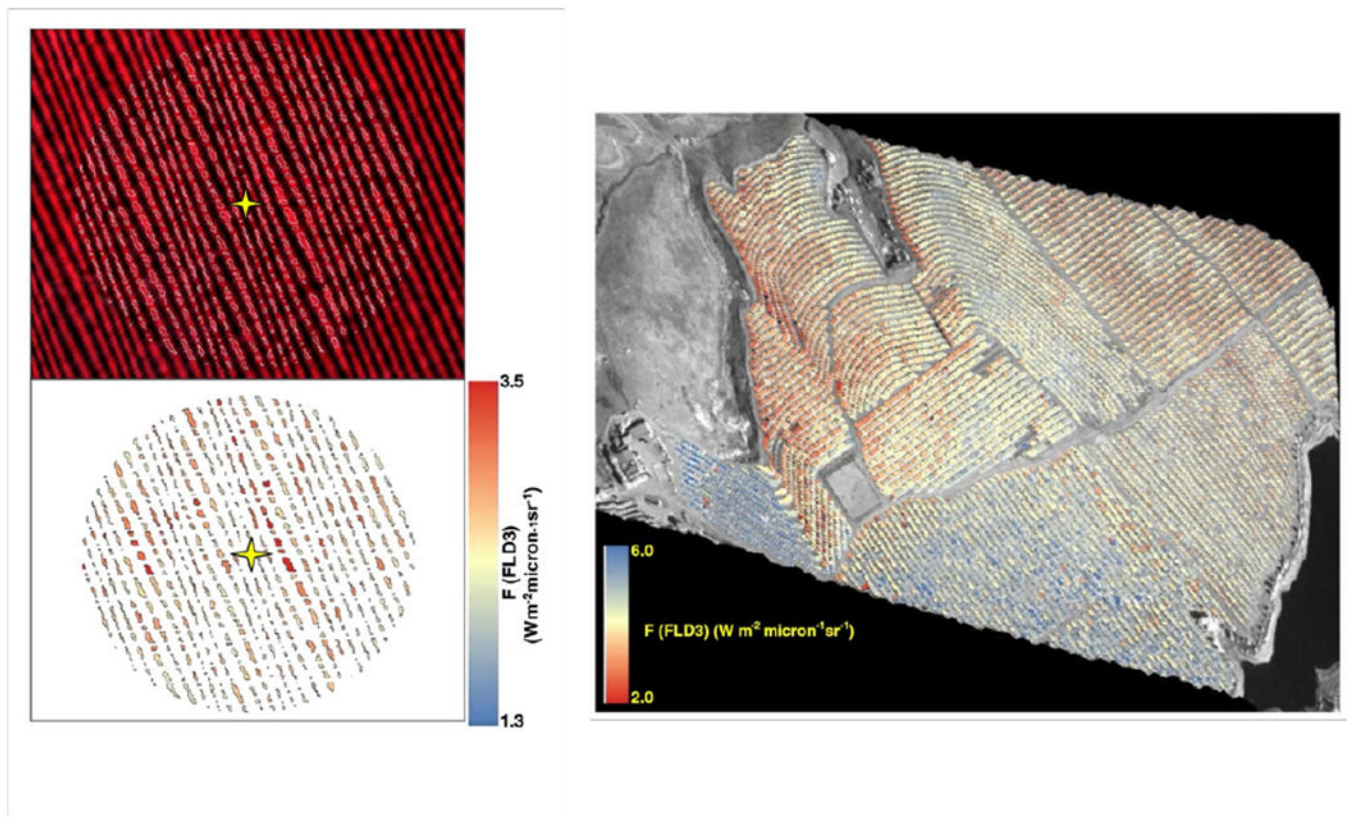 3.5
F (FLD3)
(Wm-2micron-1sr-1)
1.3
6.0
F (FLD3) (W m-2 micron-1sr-1)
2.0